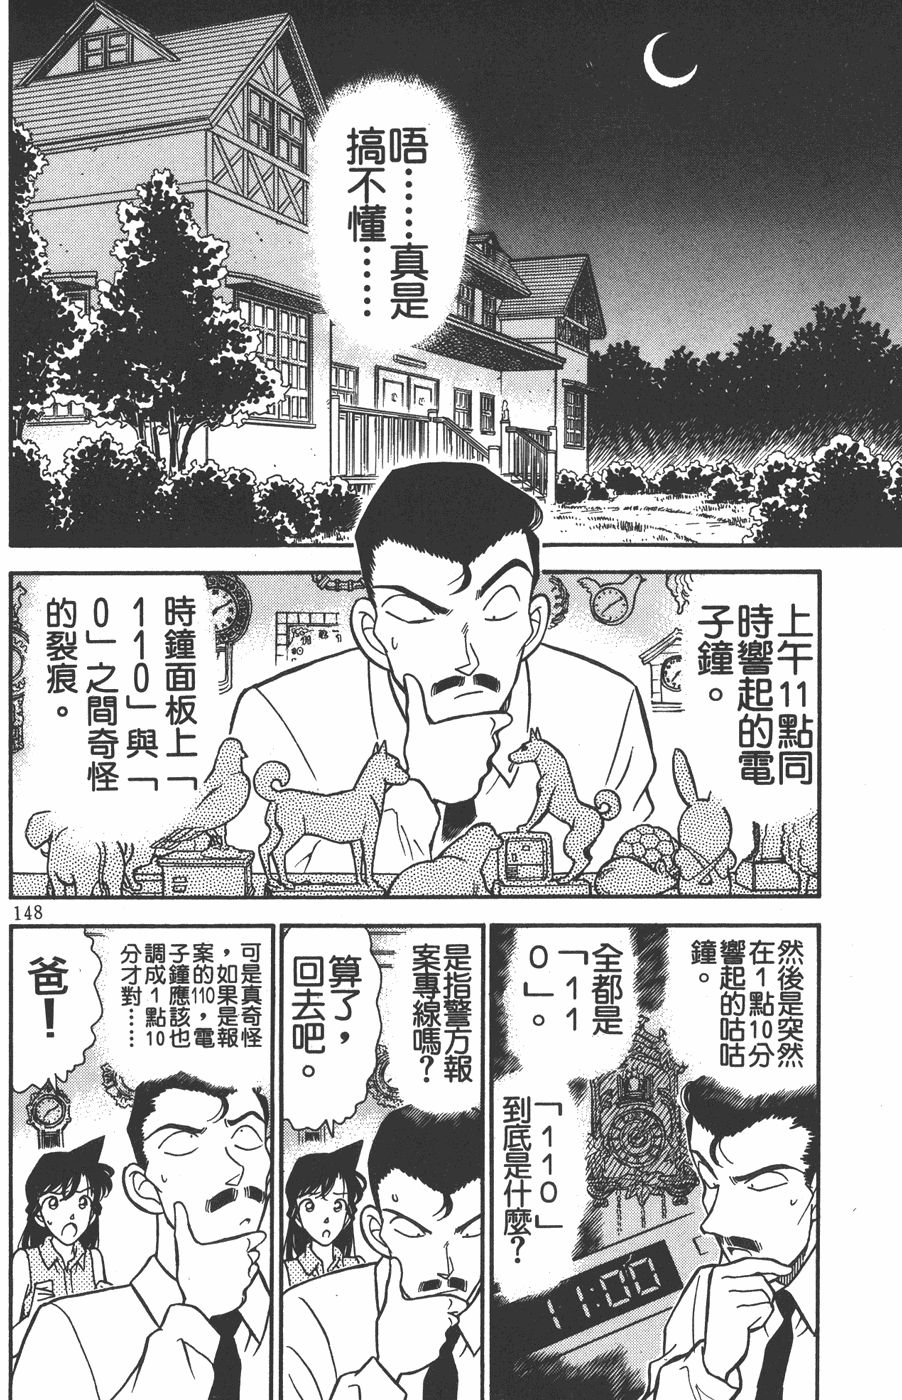 唔……真是
搞不懂……
上午11點同
時響起的電
子鐘。
時鐘面板上「
110」與「
0」之間奇怪
的裂痕。
148
然後是突然
在1點10分
響起的咕咕
鐘。
全都是
「11
0」。
「110」
到底是什麼？
11:00
是指警方報
案專線嗎？
算了，
回去吧。
可是真奇怪
，如果是報
案的110，電
子鐘應該也
調成1點10
分才對……
爸！